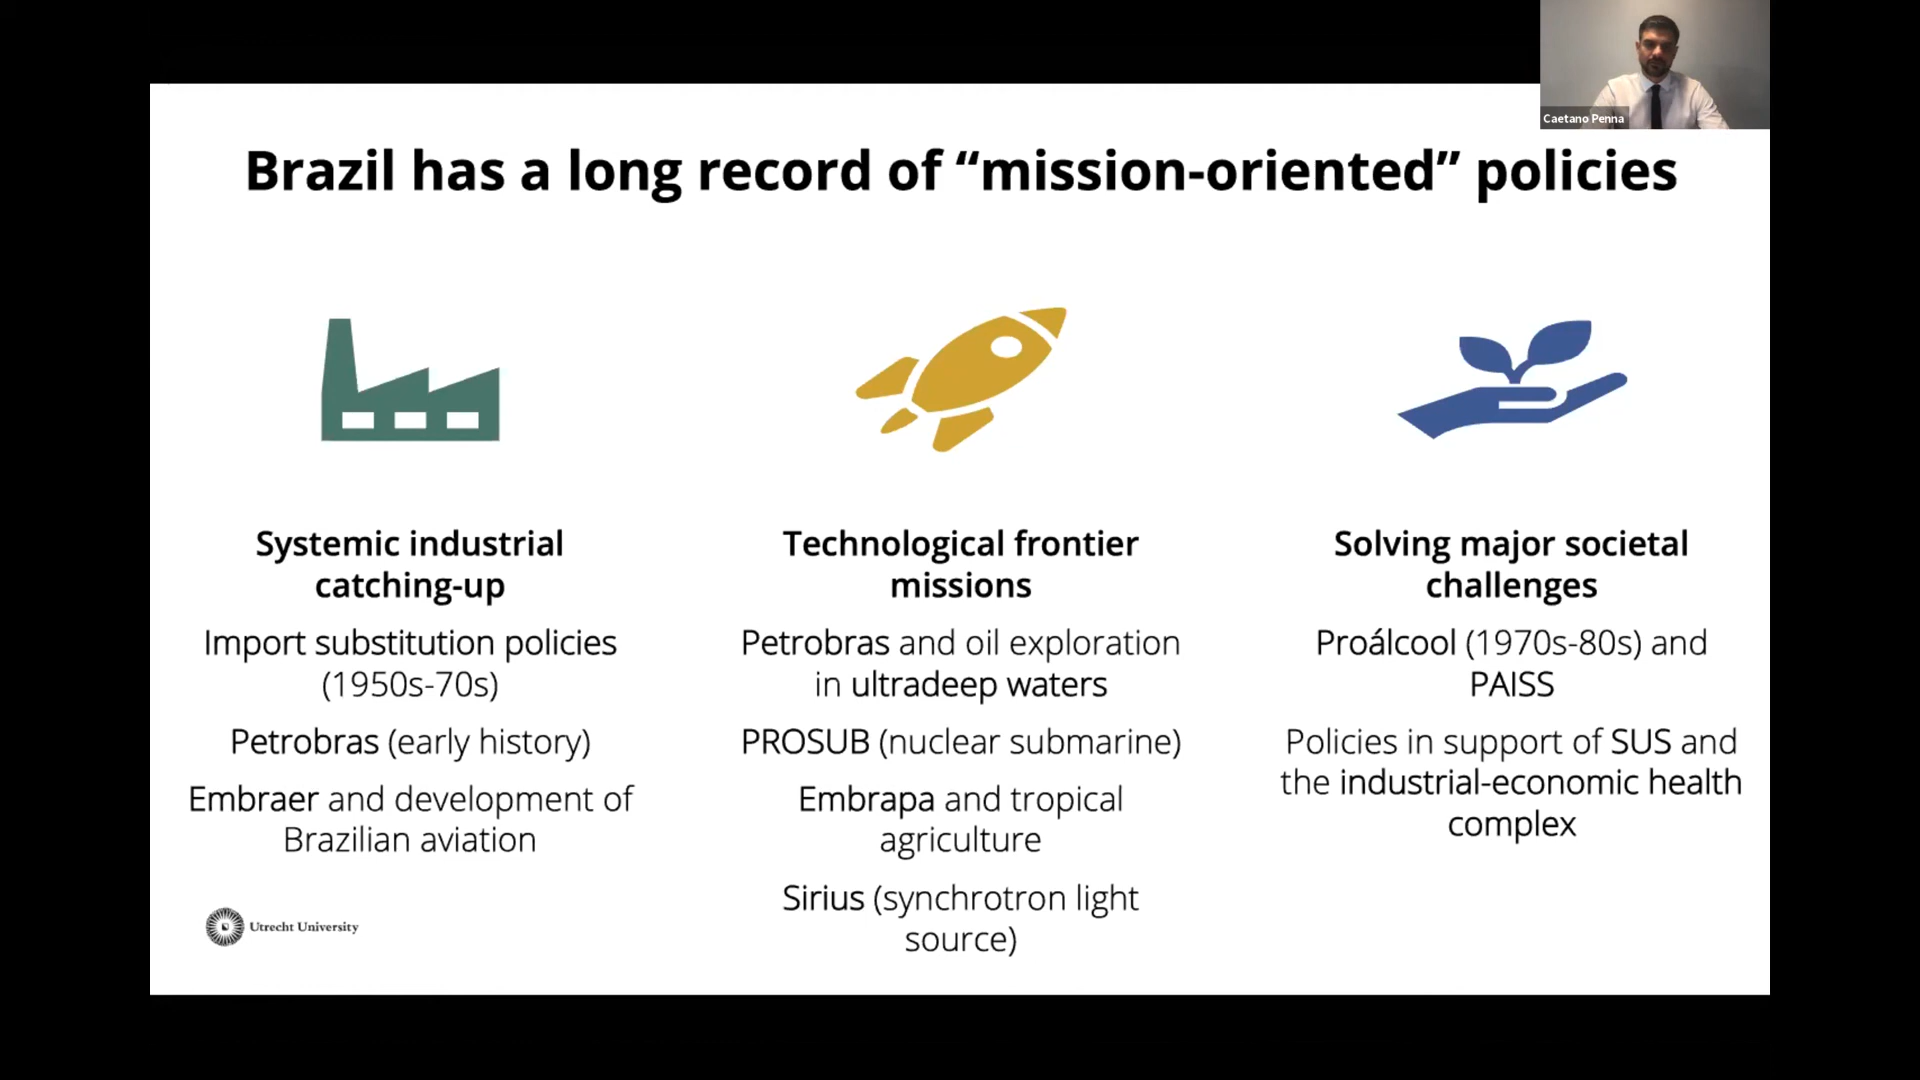 Caetano Penna
Brazil has a long record of “mission-oriented” policies
Systemic industrial
catching-up
Import substitution policies
(1950s-70s)
Petrobras (early history)
Embraer and development of
Brazilian aviation
Technological frontier
missions
Petrobras and oil exploration
in ultradeep waters
PROSUB (nuclear submarine)
Embrapa and tropical
agriculture
Sirius (synchrotron light
source)
Solving major societal
challenges
Proálcool (1970s-80s) and
PAISS
Policies in support of SUS and
the industrial-economic health
complex
Utrecht University